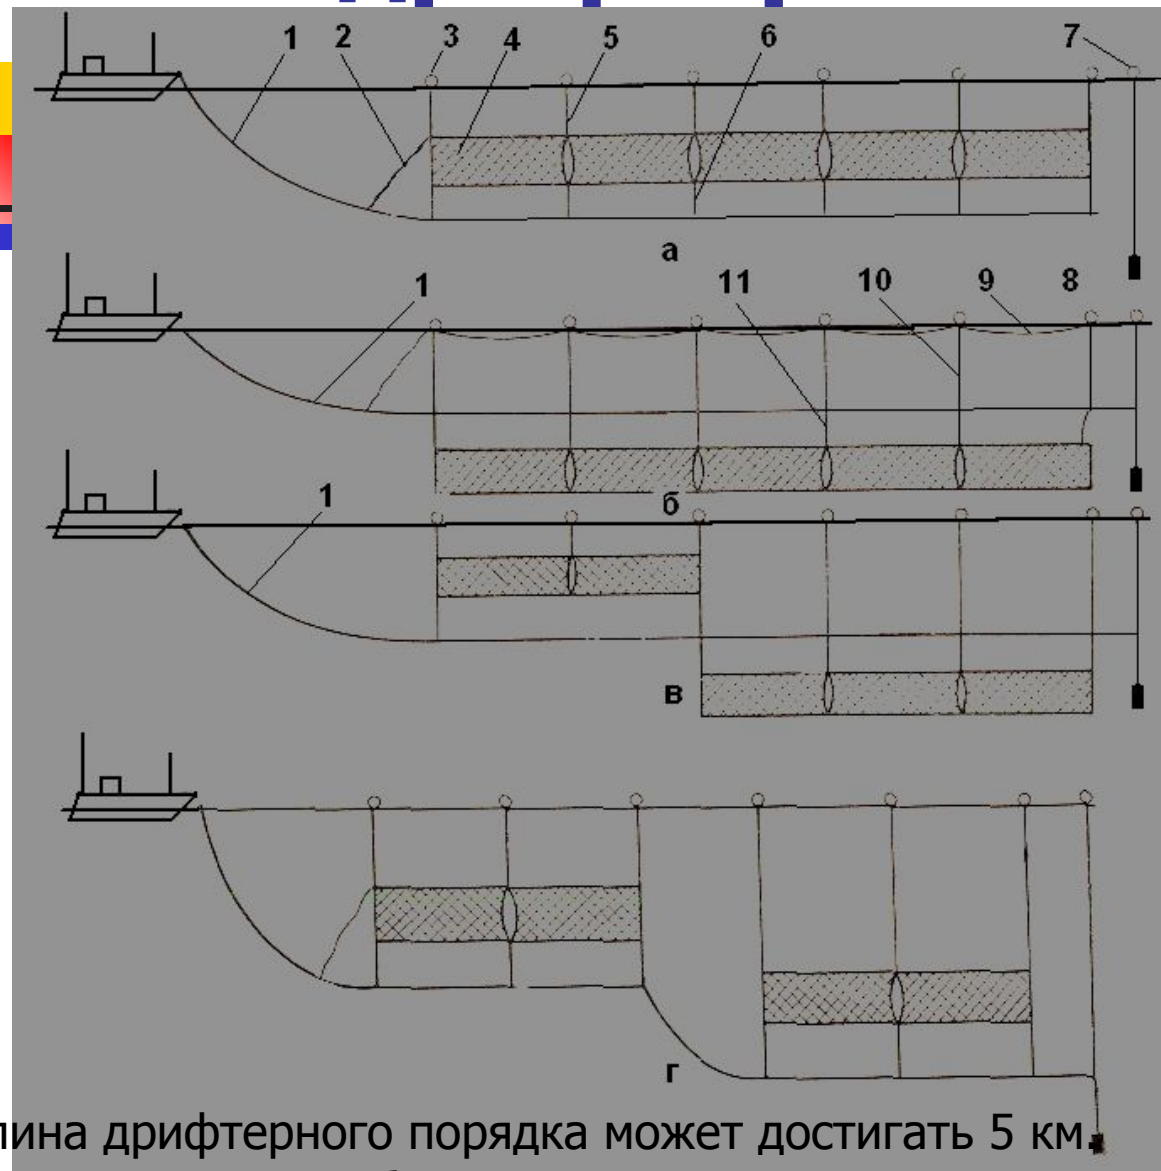 1 2 3 4 5 6 7
а
1 11 10 9 8
б
1
в
г
лина дрифтерного порядка может достигать 5 км.